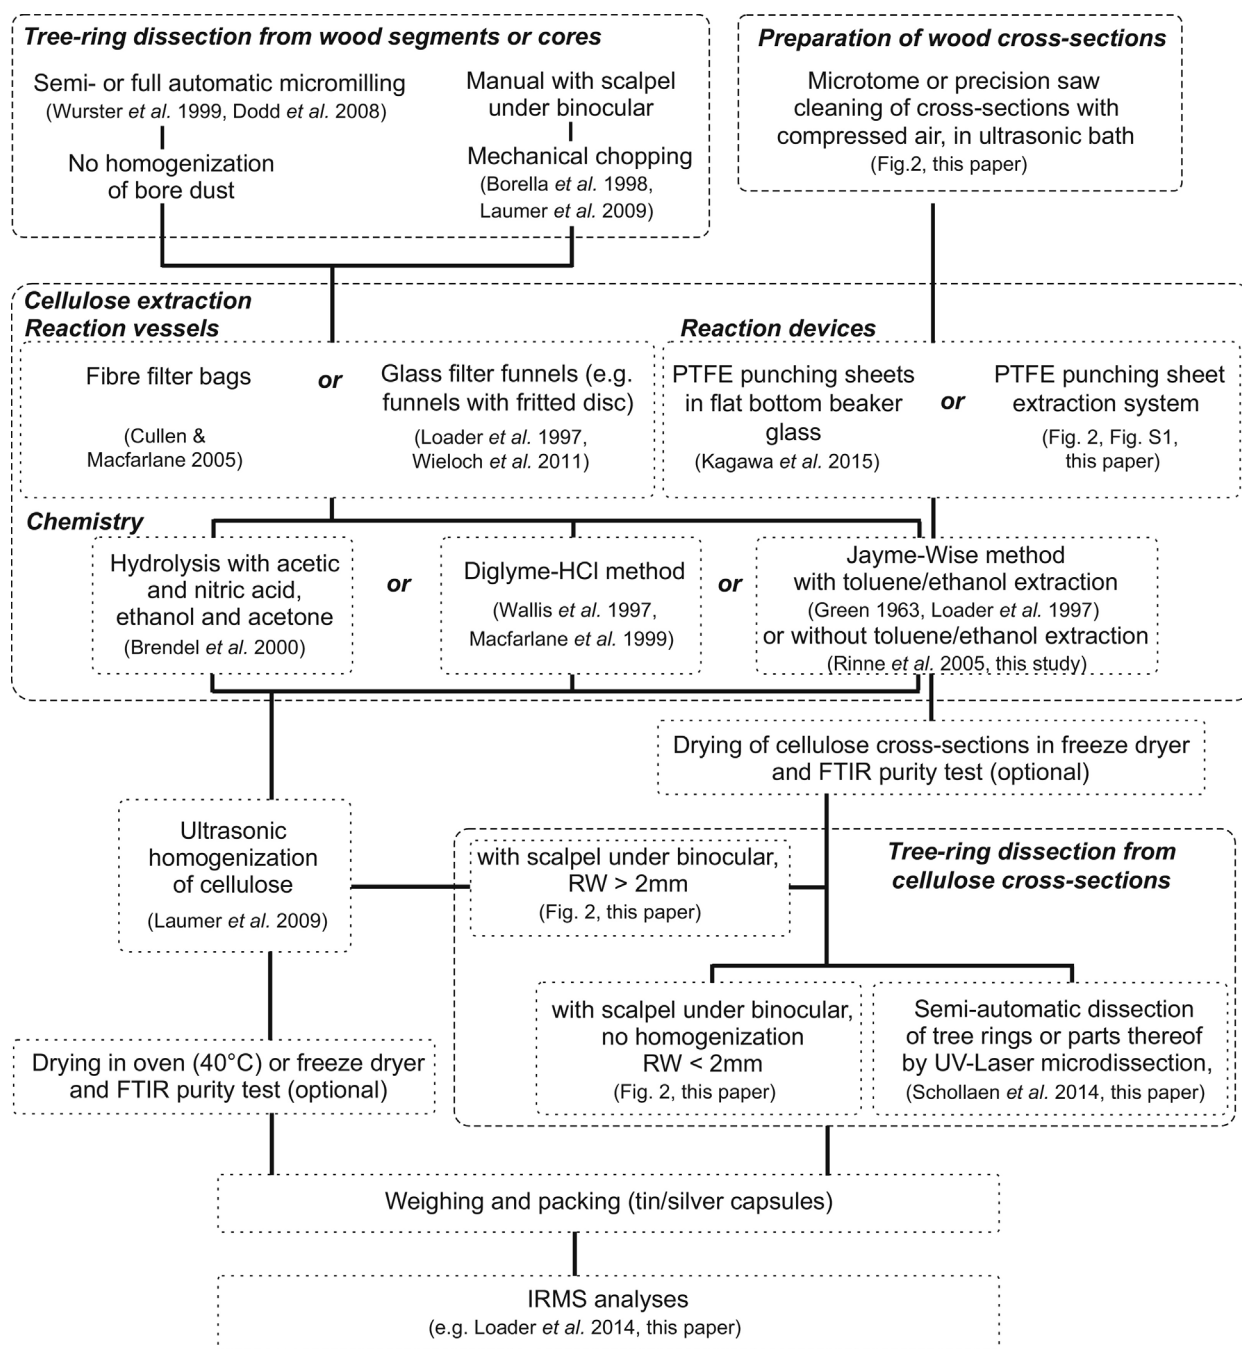 Tree-ring dissection from wood segments or cores
Semi- or full automatic micromilling
(Wurster et al. 1999, Dodd et al. 2008)
No homogenization
of bore dust
Manual with scalpel
under binocular
Mechanical chopping
(Borella et al. 1998,
Laumer et al. 2009)
Preparation of wood cross-sections
Microtome or precision saw
cleaning of cross-sections with
compressed air, in ultrasonic bath
(Fig.2, this paper)
Cellulose extraction
Reaction vessels
Fibre filter bags
(Cullen &
Macfarlane 2005)
or
Glass filter funnels (e.g.
funnels with fritted disc)
(Loader et al. 1997,
Wieloch et al. 2011)
Reaction devices
PTFE punching sheets
in flat bottom beaker
glass
(Kagawa et al. 2015)
or
PTFE punching sheet
extraction system
(Fig. 2, Fig. S1,
this paper)
Chemistry
Hydrolysis with acetic
and nitric acid,
ethanol and acetone
(Brendel et al. 2000)
or
Diglyme-HCl method
(Wallis et al. 1997,
Macfarlane et al. 1999)
or
Jayme-Wise method
with toluene/ethanol extraction
(Green 1963, Loader et al. 1997)
or without toluene/ethanol extraction
(Rinne et al. 2005, this study)
Drying of cellulose cross-sections in freeze dryer
and FTIR purity test (optional)
Ultrasonic
homogenization
of cellulose
(Laumer et al. 2009)
with scalpel under binocular,
RW > 2mm
(Fig. 2, this paper)
Tree-ring dissection from
cellulose cross-sections
with scalpel under binocular,
no homogenization
RW < 2mm
(Fig. 2, this paper)
Semi-automatic dissection
of tree rings or parts thereof
by UV-Laser microdissection,
(Schollaen et al. 2014, this paper)
Drying in oven (40°C) or freeze dryer
and FTIR purity test (optional)
Weighing and packing (tin/silver capsules)
IRMS analyses
(e.g. Loader et al. 2014, this paper)